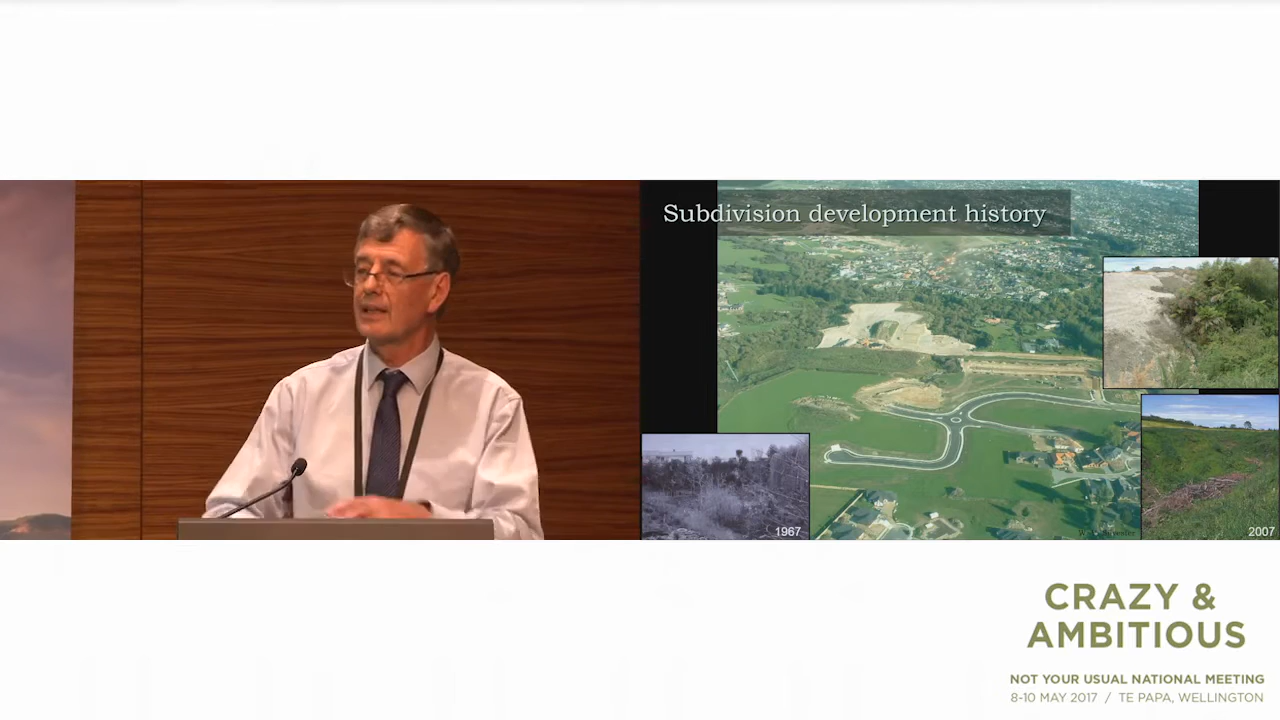 Subdivision development history
1967
2007
CRAZY &
AMBITIOUS
NOT YOUR USUAL NATIONAL MEETING
8-10 MAY 2017 / TE PAPA, WELLINGTON